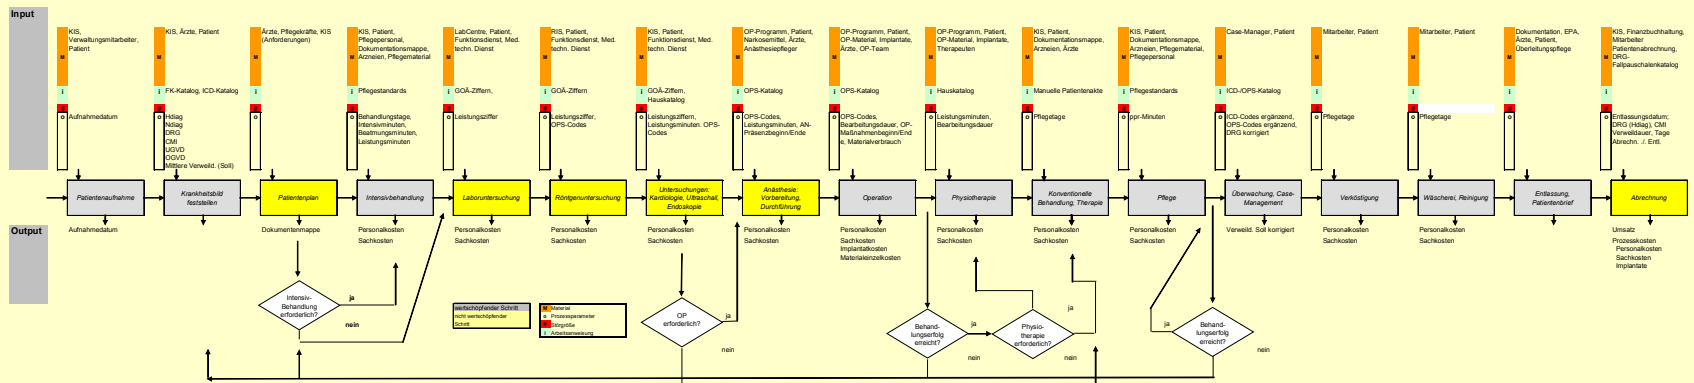 Input
KIS,
Verwaltungsmitarbeiter,
Patient
M
i
o
Aufnahmedatum
KIS, Ärzte, Patient
M
i
FK-Katalog, ICD-Katalog
o
Hdiag
Ndiag
DRG
CMI
UGVD
OGVD
Mittlere Verweild. (Soll)
Ärzte, Pflegekräfte, KIS
(Anforderungen)
M
i
o
KIS, Patient,
Pflegepersonal,
Dokumentationsmappe,
Arzneien, Pflegematerial
M
i
Pflegestandards
o
Behandlungstage,
Intensivminuten,
Beatmungsminuten,
Leistungsminuten
LabCentre, Patient,
Funktionsdienst, Med.
techn. Dienst
M
i
GOÄ-Ziffern,
o
Leistungsziffer
RIS, Patient,
Funktionsdienst, Med.
techn. Dienst
M
i
GOÄ-Ziffern
o
Leistungsziffer,
OPS-Codes
KIS, Patient,
Funktionsdienst, Med.
techn. Dienst
M
i
GOÄ-Ziffern,
Hauskatalog
o
Leistungsziffern,
Leistungsminuten. OPS-
Codes
OP-Programm, Patient,
Narkosemittel, Ärzte,
Anästhesiepfleger
M
i
OPS-Katalog
o
OPS-Codes,
Leistungsminuten, AN-
Präsenzbeginn/Ende
OP-Programm, Patient,
OP-Material, Implantate,
Ärzte, OP-Team
M
i
OPS-Katalog
o
OPS-Codes,
Bearbeitungsdauer, OP-
Maßnahmenbeginn/End
e, Materialverbrauch
OP-Programm, Patient,
OP-Material, Implantate,
Therapeuten
M
i
Hauskatalog
o
Leistungsminuten,
Bearbeitungsdauer
KIS, Patient,
Dokumentationsmappe,
Arzneien, Ärzte
M
i
Manuelle Patientenakte
o
Pflegetage
KIS, Patient,
Dokumentationsmappe,
Arzneien, Pflegematerial,
Pflegepersonal
M
i
Pflegestandards
o
ppr-Minuten
Case-Manager, Patient
M
i
ICD-/OPS-Katalog
o
ICD-Codes ergänzend,
OPS-Codes ergänzend,
DRG korrigiert
Mitarbeiter, Patient
M
i
o
Pflegetage
Mitarbeiter, Patient
M
i
o
Pflegetage
Dokumentation, EPA,
Ärzte, Patient,
Überleitungspflege
M
i
o
KIS, Finanzbuchhaltung,
Mitarbeiter
Patientenabrechnung,
DRG-
Fallpauschalenkatalog
M
i
o
Entlassungsdatum;
DRG (Hdiag), CMI
Verweildauer, Tage
Abrechn. ./. Entl.
Patientenaufnahme
Krankheitsbild
feststellen
Patientenplan
Intensivbehandlung
Laboruntersuchung
Röntgenuntersuchung
Untersuchungen:
Kardiologie, Ultraschall,
Endoskopie
Anästhesie:
Vorbereitung,
Durchführung
Operation
Physiotherapie
Konventionelle
Behandlung, Therapie
Pflege
Überwachung, Case-
Management
Verköstigung
Wäscherei, Reinigung
Entlassung,
Patientenbrief
Abrechnung
Output
Aufnahmedatum
Dokumentenmappe
Personalkosten
Sachkosten
Personalkosten
Sachkosten
Personalkosten
Sachkosten
Personalkosten
Sachkosten
Personalkosten
Sachkosten
Personalkosten
Sachkosten
Implantatkosten
Materialeinzelkosten
Personalkosten
Sachkosten
Personalkosten
Sachkosten
Personalkosten
Sachkosten
Verweild. Soll korrigiert
Personalkosten
Sachkosten
Personalkosten
Sachkosten
Umsatz
Prozesskosten
Personalkosten
Sachkosten
Implantate
Intensiv-
Behandlung
erforderlich?
ja
nein
wertschöpfender Schritt
nicht wertschöpfender
Schritt
M Material
o Prozessparameter
Störgröße
i Arbeitsanweisung
OP
erforderlich?
ja
nein
Behand-
lungserfolg
erreicht?
ja
nein
Physio-
therapie
erforderlich?
ja
nein
Behand-
lungserfolg
erreicht?
ja
nein